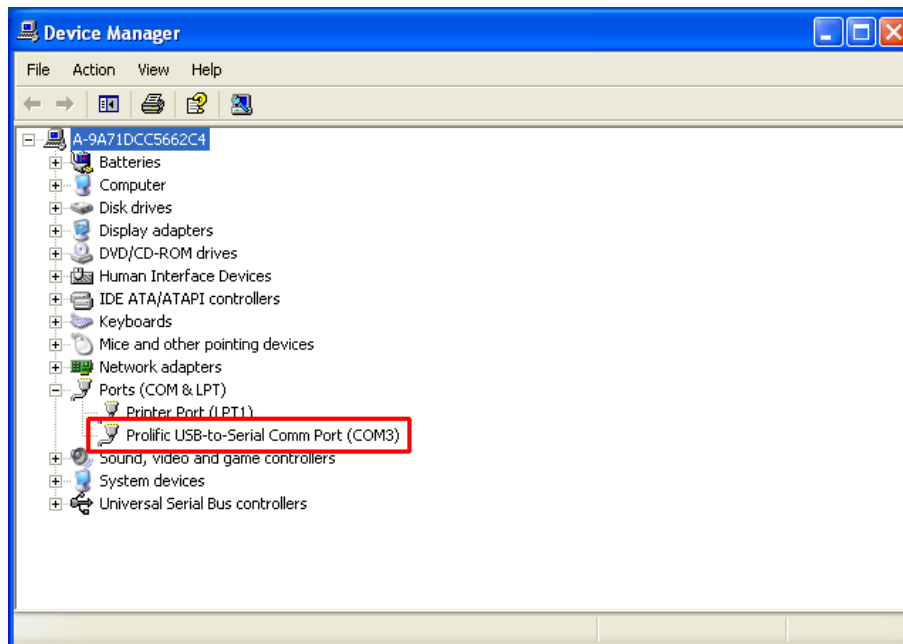 Device Manager
File Action View Help
A-9A71DCC5662C4
Batteries
Computer
Disk drives
Display adapters
DVD/CD-ROM drives
Human Interface Devices
IDE ATA/ATAPI controllers
Keyboards
Mice and other pointing devices
Network adapters
Ports (COM & LPT)
Printer Port (LPT1)
Prolific USB-to-Serial Comm Port (COM3)
Sound, video and game controllers
System devices
Universal Serial Bus controllers